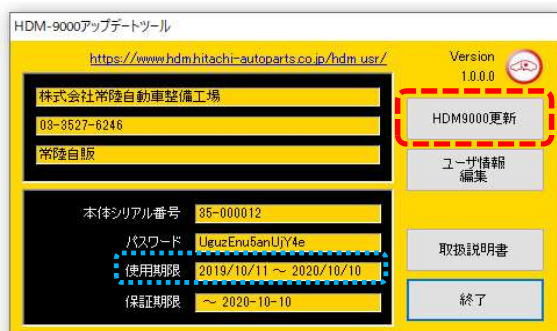 HDM-9000アップデートツール
https://www.hdm.hitachi-autoparts.co.jp/hdm_usr/
Version
1.0.0.0
株式会社常陸自動車整備工場
03-3527-6246
常陸自販
HDM9000更新
ユーザ情報
編集
本体シリアル番号 35-000012
パスワード UguzEnu5anUjY4e
使用期限 2019/10/11 ～ 2020/10/10
保証期限 ～ 2020-10-10
取扱説明書
終了